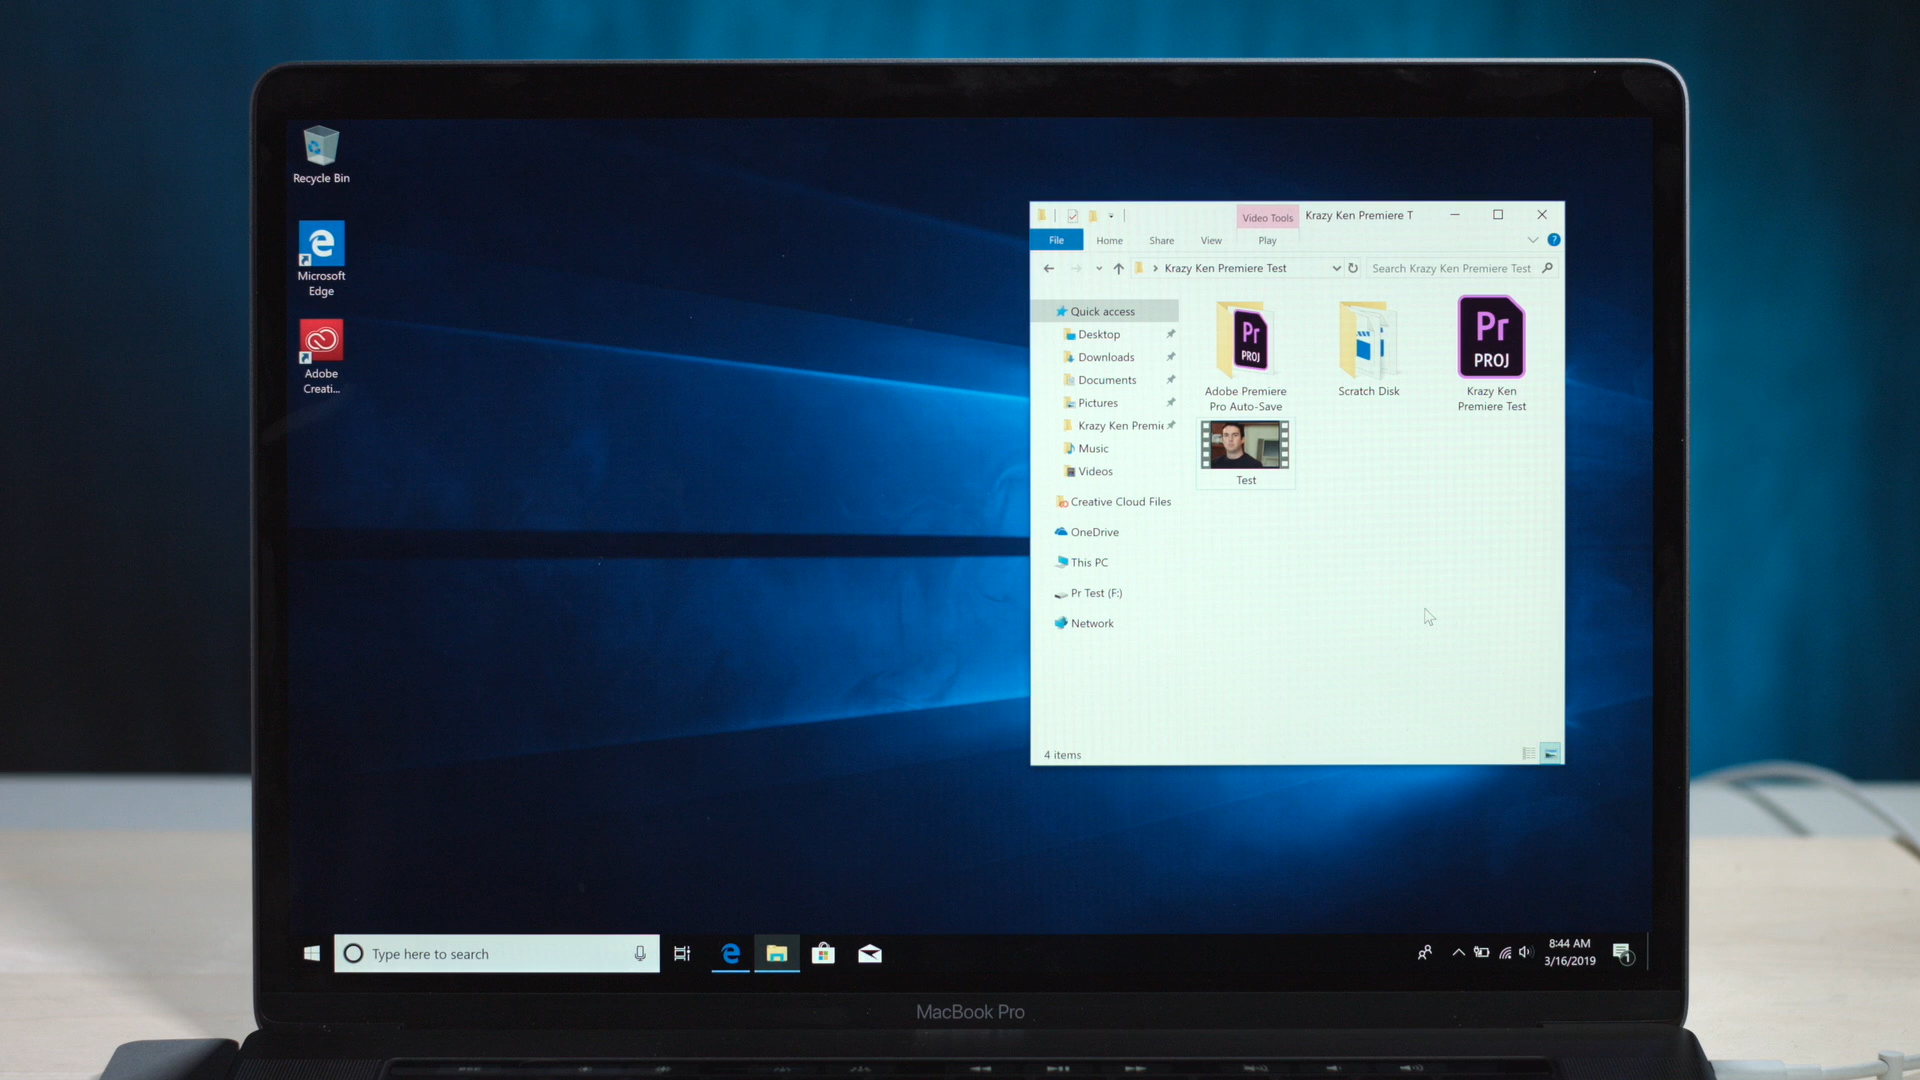 Recycle Bin
Microsoft
Edge
Adobe
Creati...
Video Tools
Krazy Ken Premiere T
File
Home
Share
View
Play
Krazy Ken Premiere Test
Search Krazy Ken Premiere Test
Quick access
Desktop
Downloads
Documents
Pictures
Krazy Ken Premie
Music
Videos
Creative Cloud Files
OneDrive
This PC
Pr Test (F:)
Network
Pr
PROJ
Adobe Premiere
Pro Auto-Save
Scratch Disk
Pr
PROJ
Krazy Ken
Premiere Test
Test
4 items
Type here to search
8:44 AM
3/16/2019
1
MacBook Pro